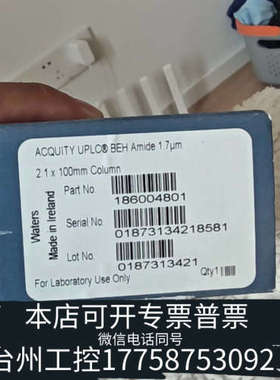 ACQUITY UPLC® BEH Amide 1.7µm
2.1 x 100mm Column
Part No.
186004801
Serial No.
01873134218581
Lot No.
0187313421
Qty1
For Laboratory Use Only
Waters
Made in Ireland
本店可开专票普票
微信电话同号
台州工控17758753092